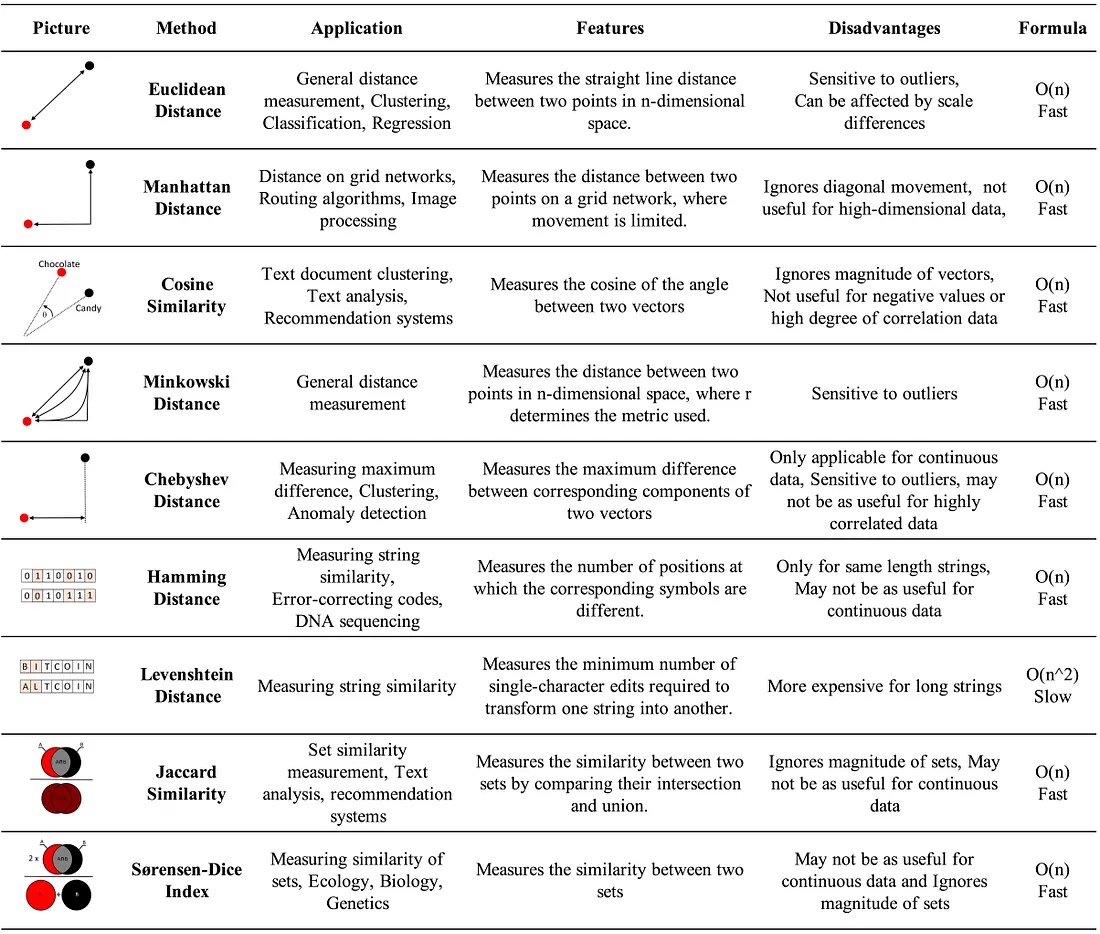 Picture Method Application Features Disadvantages Formula
Euclidean
Distance
General distance
measurement, Clustering,
Classification, Regression
Measures the straight line distance
between two points in n-dimensional
space.
Sensitive to outliers,
Can be affected by scale
differences
O(n)
Fast
Manhattan
Distance
Distance on grid networks,
Routing algorithms, Image
processing
Measures the distance between two
points on a grid network, where
movement is limited.
Ignores diagonal movement, not
useful for high-dimensional data,
O(n)
Fast
Chocolate
Candy
θ
Cosine
Similarity
Text document clustering,
Text analysis,
Recommendation systems
Measures the cosine of the angle
between two vectors
Ignores magnitude of vectors,
Not useful for negative values or
high degree of correlation data
O(n)
Fast
Minkowski
Distance
General distance
measurement
Measures the distance between two
points in n-dimensional space, where r
determines the metric used.
Sensitive to outliers
O(n)
Fast
Chebyshev
Distance
Measuring maximum
difference, Clustering,
Anomaly detection
Measures the maximum difference
between corresponding components of
two vectors
Only applicable for continuous
data, Sensitive to outliers, may
not be as useful for highly
correlated data
O(n)
Fast
0 1 1 0 0 1 0
0 0 1 0 1 1 1
Hamming
Distance
Measuring string
similarity,
Error-correcting codes,
DNA sequencing
Measures the number of positions at
which the corresponding symbols are
different.
Only for same length strings,
May not be as useful for
continuous data
O(n)
Fast
B I T C O I N
A L T C O I N
Levenshtein
Distance
Measuring string similarity
Measures the minimum number of
single-character edits required to
transform one string into another.
More expensive for long strings
O(n^2)
Slow
A B
A∩B
Jaccard
Similarity
Set similarity
measurement, Text
analysis, recommendation
systems
Measures the similarity between two
sets by comparing their intersection
and union.
Ignores magnitude of sets, May
not be as useful for continuous
data
O(n)
Fast
A B
2 x
A∩B
+
Sørensen-Dice
Index
Measuring similarity of
sets, Ecology, Biology,
Genetics
Measures the similarity between two
sets
May not be as useful for
continuous data and Ignores
magnitude of sets
O(n)
Fast